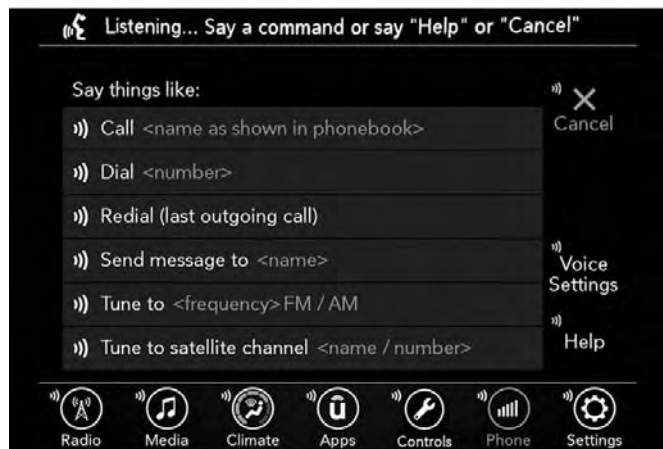 Listening... Say a command or say "Help" or "Cancel"
Say things like:
Call <name as shown in phonebook>
Cancel
Dial <number>
Redial (last outgoing call)
Send message to <name>
Voice
Settings
Tune to <frequency> FM / AM
Tune to satellite channel <name / number>
Help
Radio Media Climate Apps Controls Phone Settings